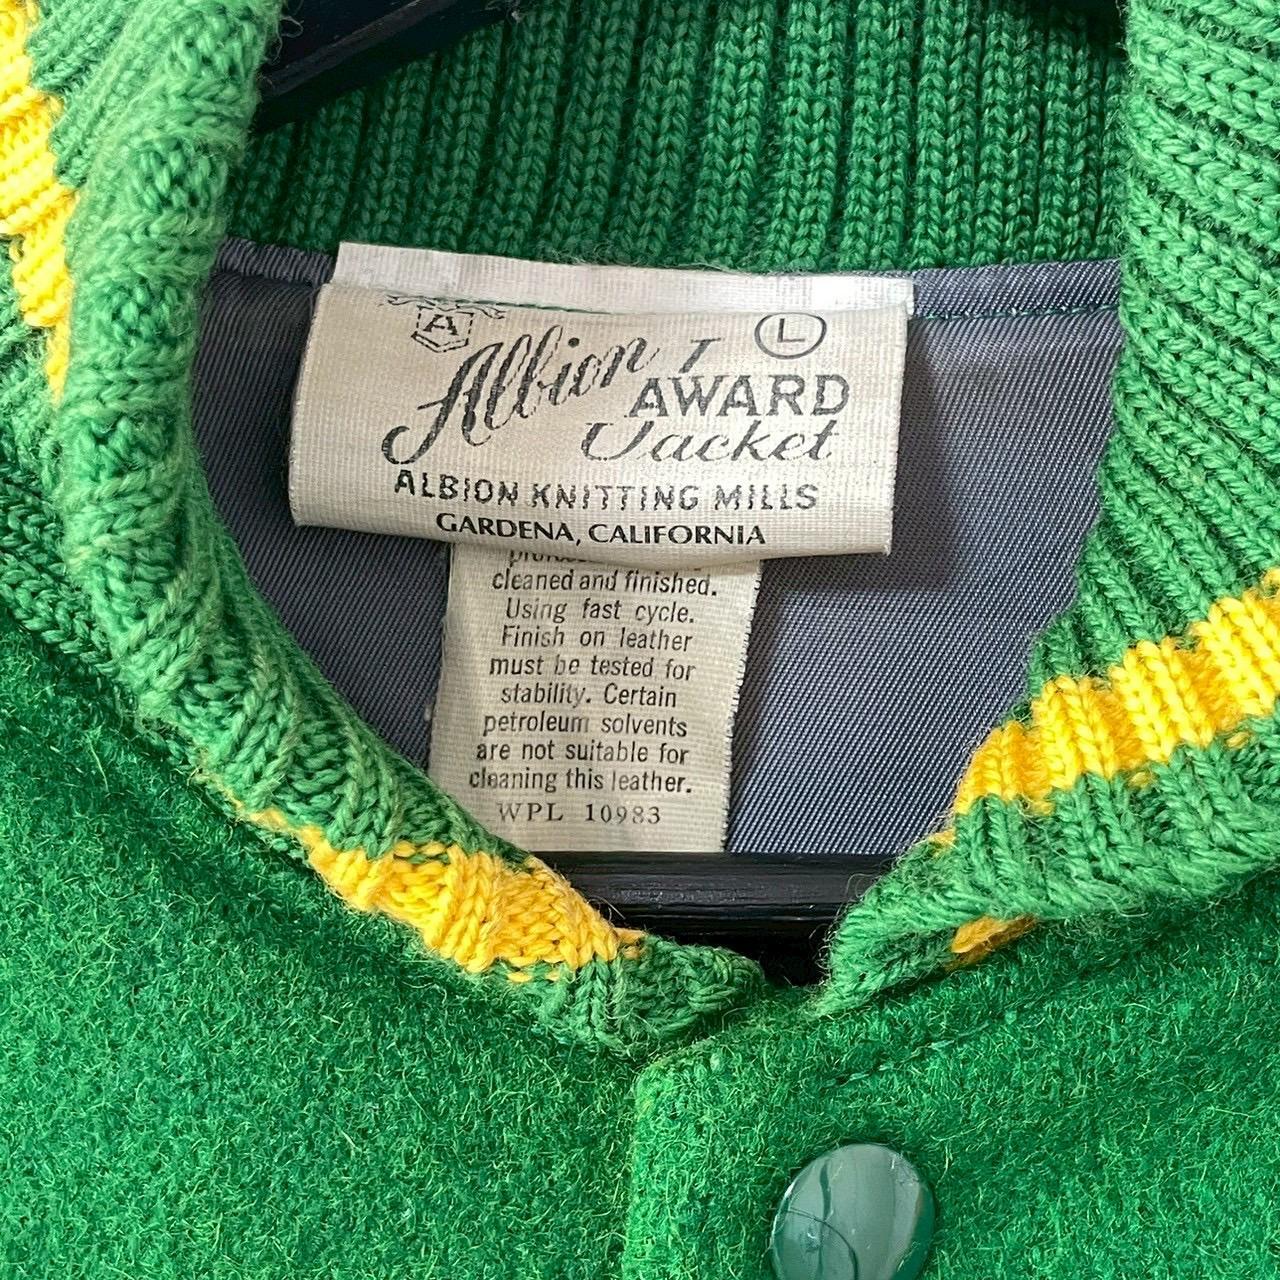 A
L
Albion
AWARD
Jacket
ALBION KNITTING MILLS
GARDENA, CALIFORNIA
cleaned and finished.
Using fast cycle.
Finish on leather
must be tested for
stability. Certain
petroleum solvents
are not suitable for
cleaning this leather.
WPL 10983